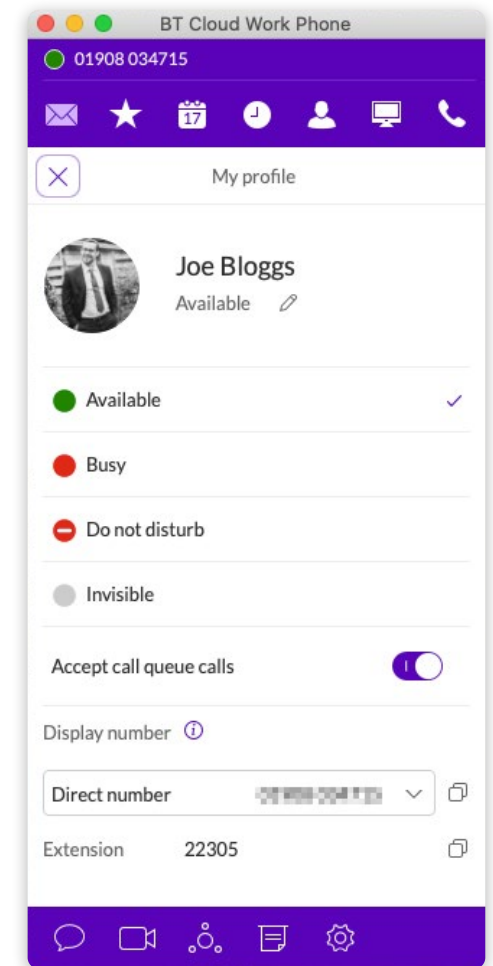 BT Cloud Work Phone
01908 034715
17
My profile
Joe Bloggs
Available
Available
Busy
Do not disturb
Invisible
Accept call queue calls
Display number
Direct number
Extension 22305